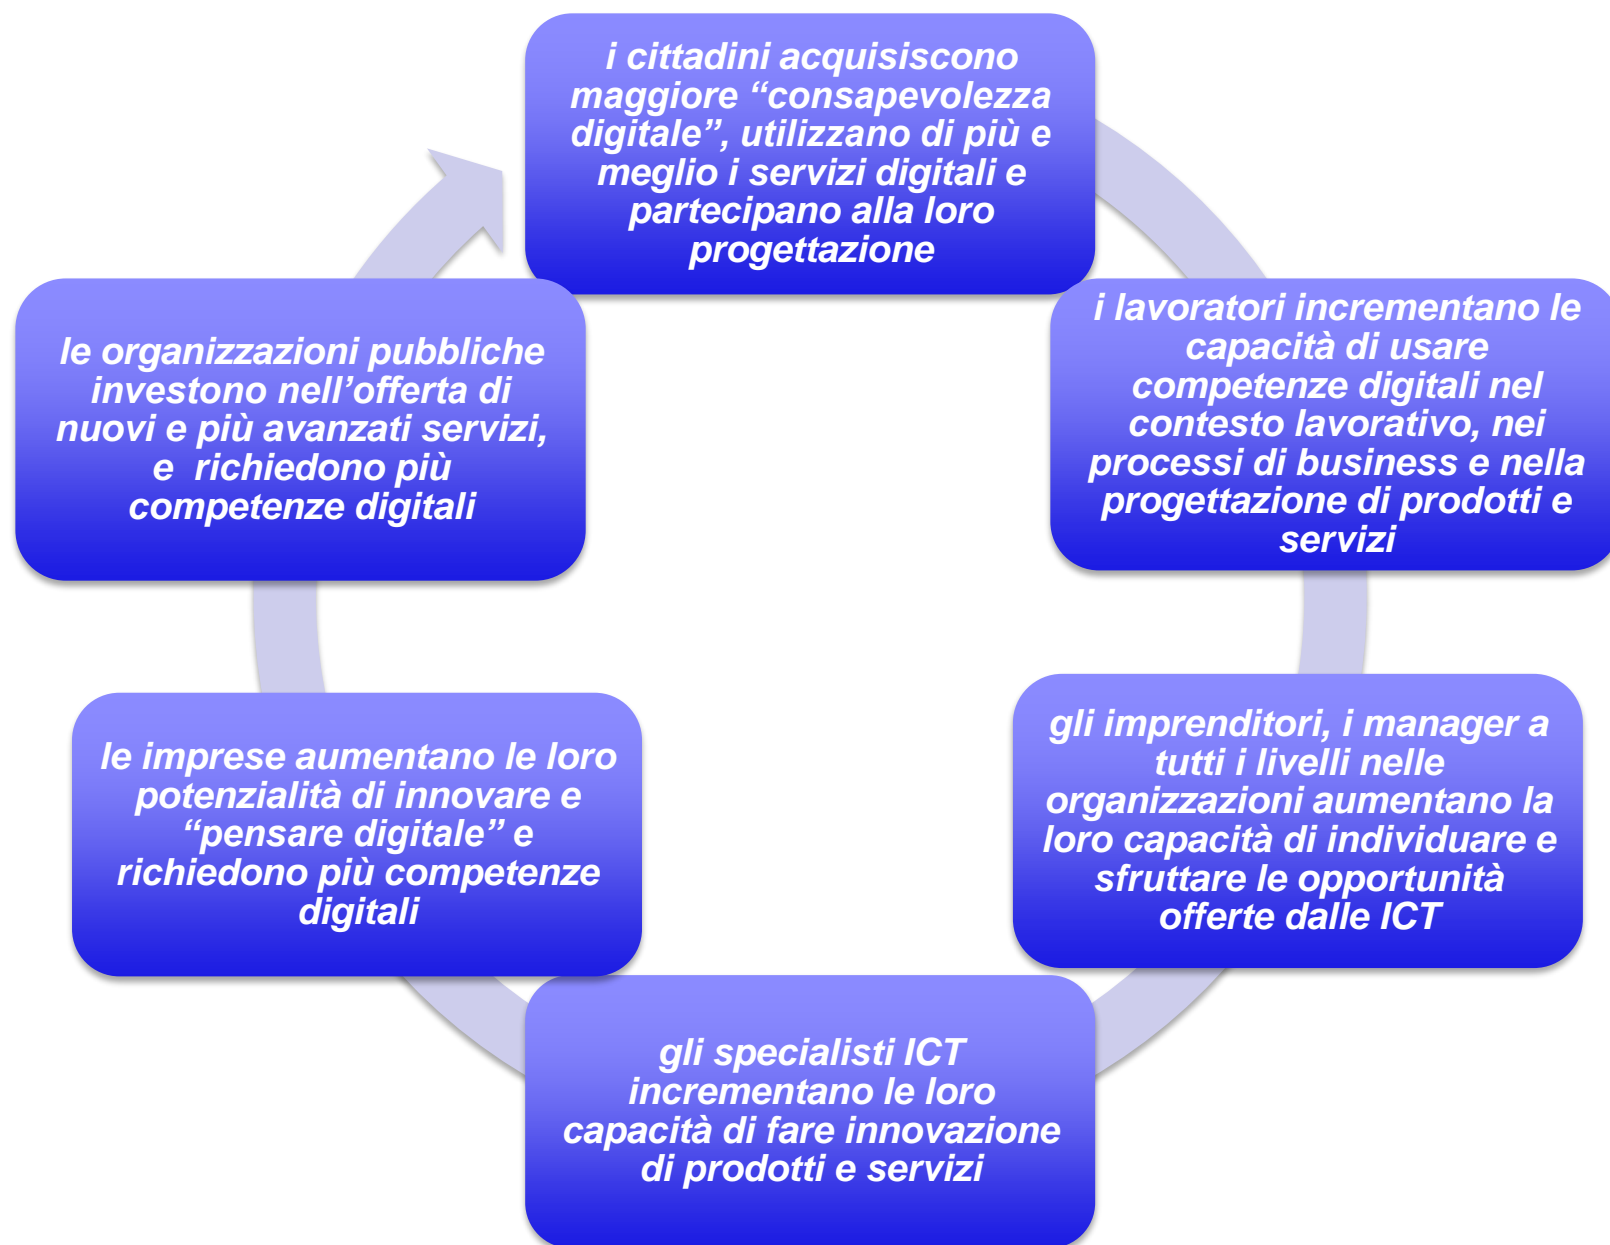 i cittadini acquisiscono
maggiore “consapevolezza
digitale”, utilizzano di più e
meglio i servizi digitali e
partecipano alla loro
progettazione
i lavoratori incrementano le
capacità di usare
competenze digitali nel
contesto lavorativo, nei
processi di business e nella
progettazione di prodotti e
servizi
gli imprenditori, i manager a
tutti i livelli nelle
organizzazioni aumentano la
loro capacità di individuare e
sfruttare le opportunità
offerte dalle ICT
gli specialisti ICT
incrementano le loro
capacità di fare innovazione
di prodotti e servizi
le imprese aumentano le loro
potenzialità di innovare e
“pensare digitale” e
richiedono più competenze
digitali
le organizzazioni pubbliche
investono nell’offerta di
nuovi e più avanzati servizi,
e  richiedono più
competenze digitali